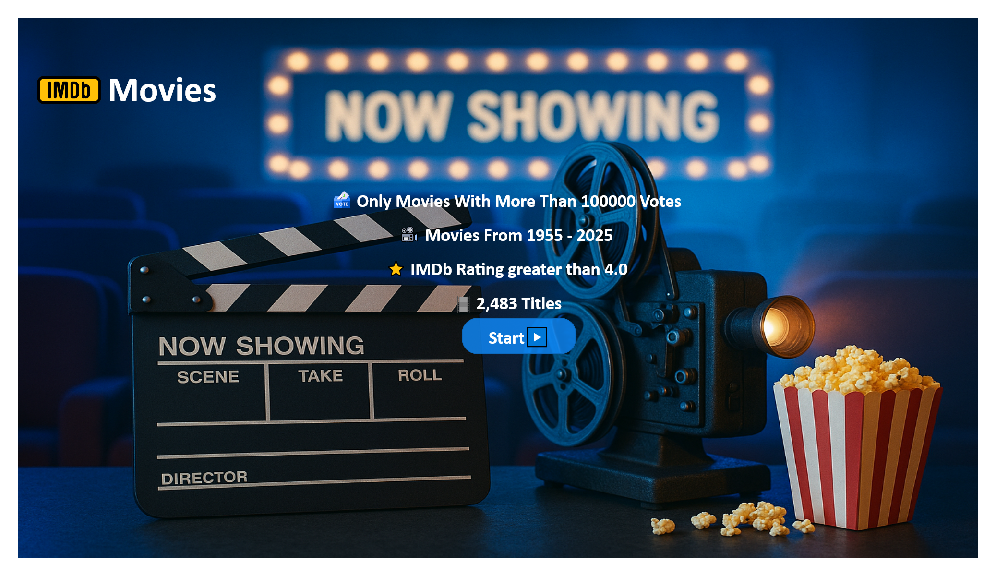 IMDb Movies
NOW SHOWING
VOTE
Only Movies With More Than 100000 Votes
Movies From 1955 - 2025
IMDb Rating greater than 4.0
2,483 Titles
Start
NOW SHOWING
SCENE TAKE ROLL
DIRECTOR